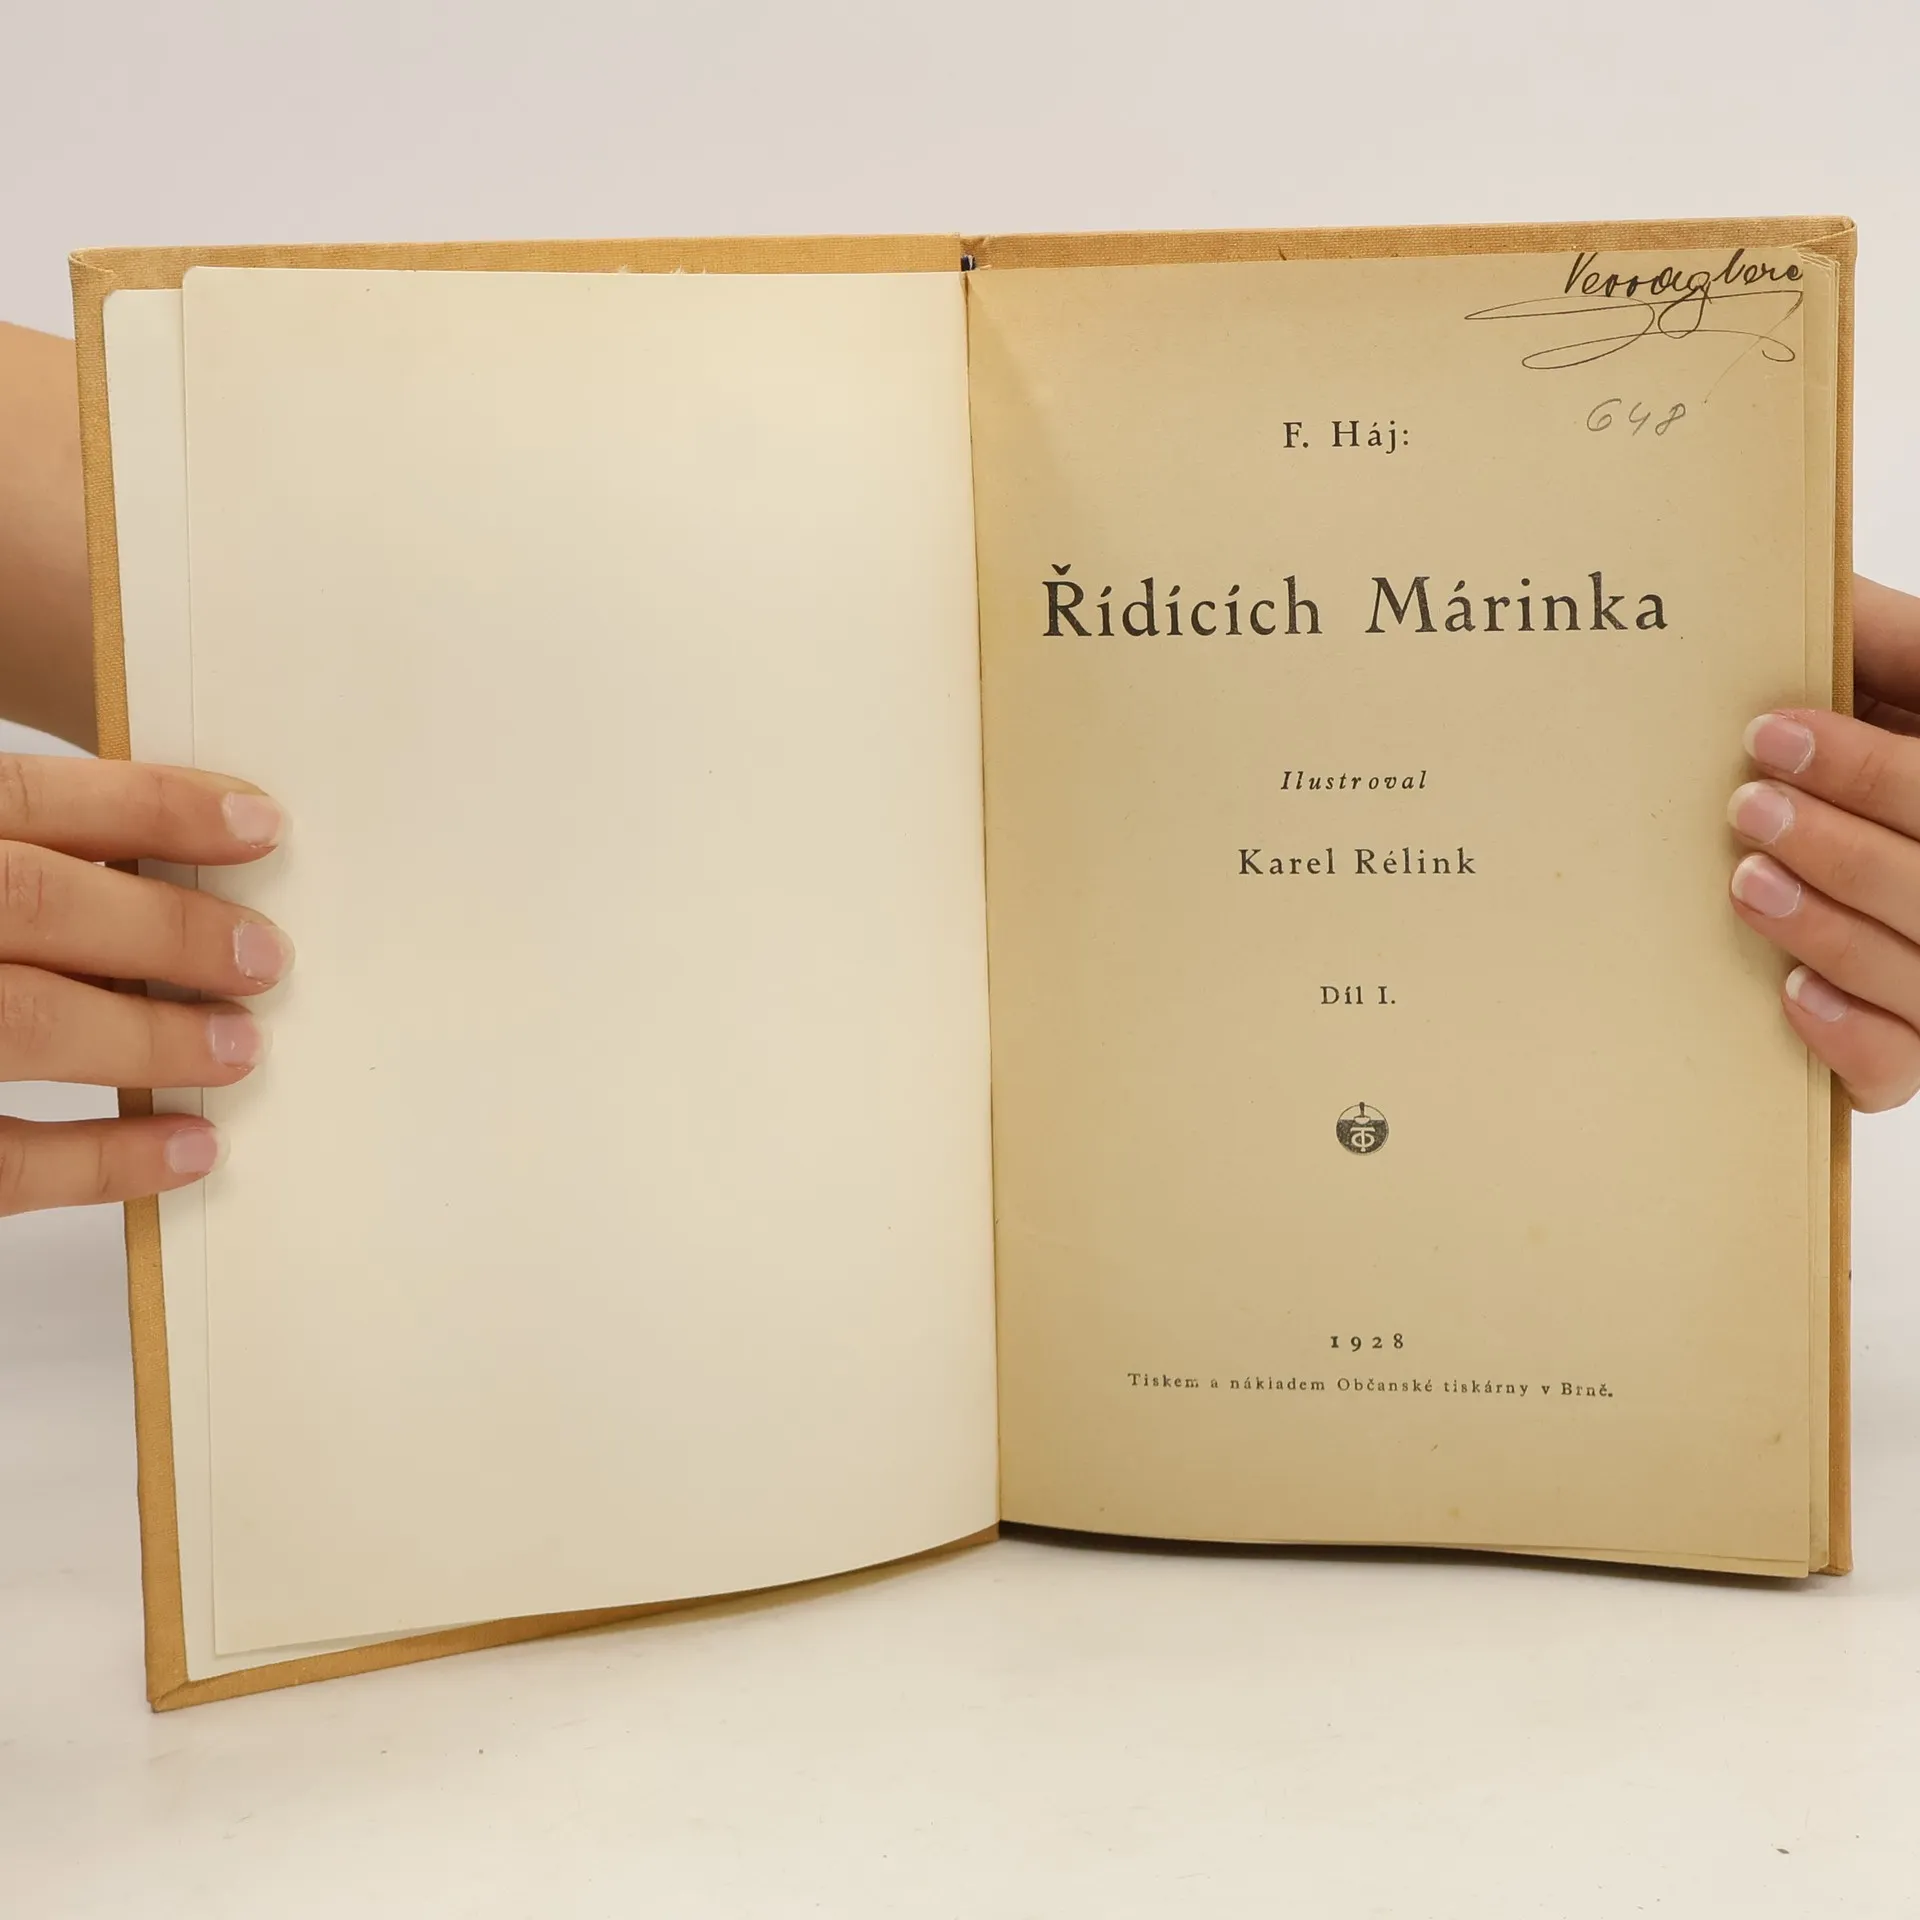 648
F. Háj:
Řídících Márinka
Ilustroval
Karel Rélink
Díl I.
1928
Tiskem a nákladem Občanské tiskárny v Brně.